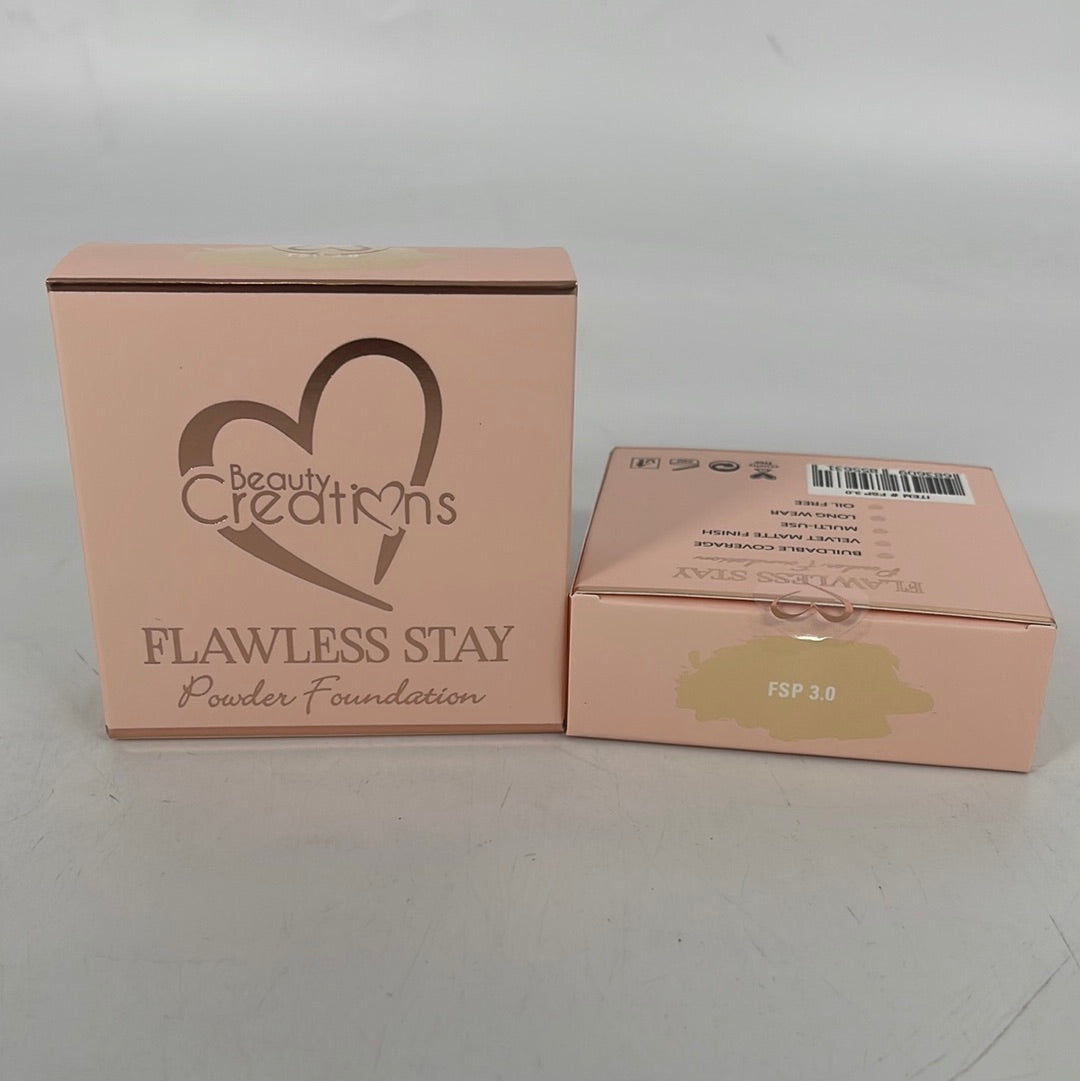 Beauty
Creations
FLAWLESS STAY
Powder Foundation
FLAWLESS STAY
Powder Foundation
BUILDABLE COVERAGE
VELVET MATTE FINISH
MULTI-USE
LONG WEAR
OIL FREE
ITEM # FSP 3.0
FSP 3.0